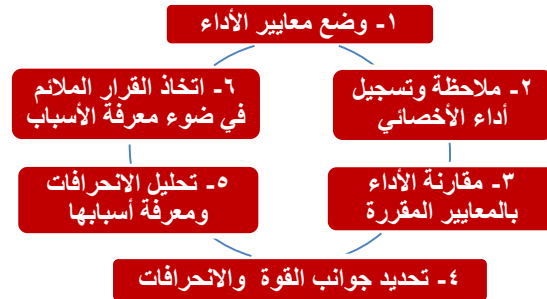 ١- وضع معايير الأداء
٢- ملاحظة وتسجيل
أداء الأخصائي
٣- مقارنة الأداء
بالمعايير المقررة
٤- تحديد جوانب القوة والانحرافات
٥- تحليل الانحرافات
ومعرفة أسبابها
٦- اتخاذ القرار الملائم
في ضوء معرفة الأسباب